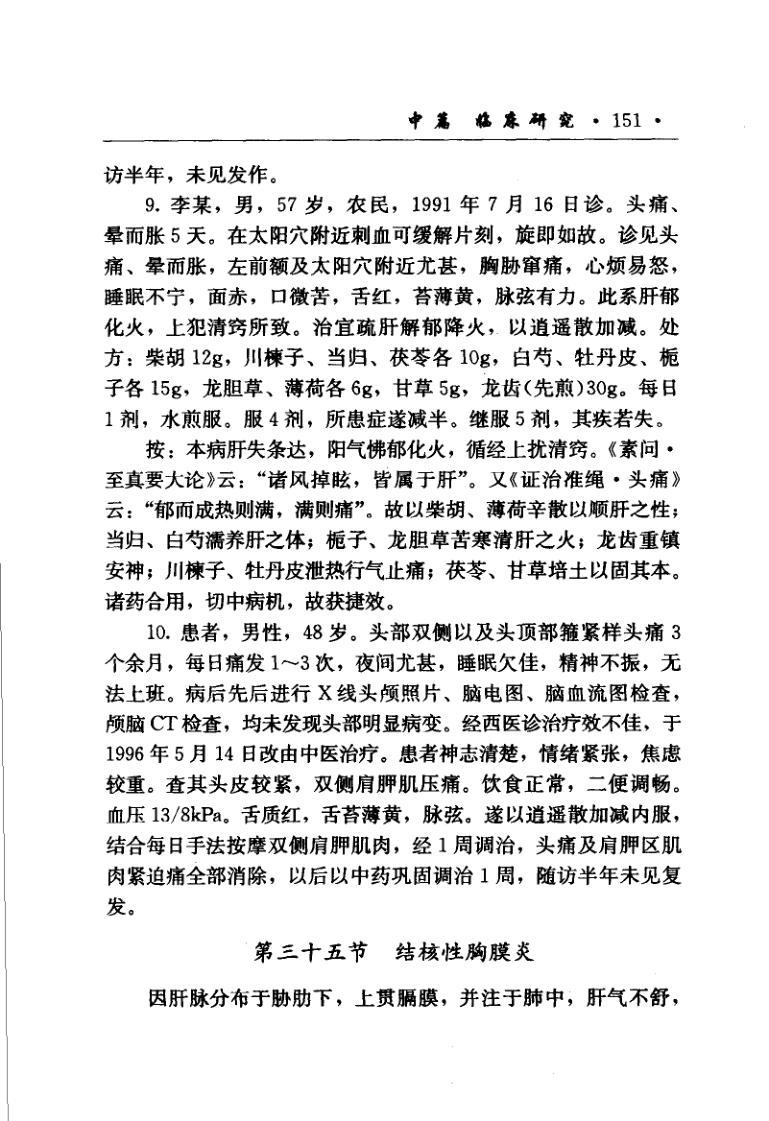 中篇 临床研究 · 151 ·
访半年，未见发作。
9. 李某，男，57 岁，农民，1991 年 7 月 16 日诊。头痛、
晕而胀 5 天。在太阳穴附近刺血可缓解片刻，旋即如故。诊见头
痛、晕而胀，左前额及太阳穴附近尤甚，胸胁窜痛，心烦易怒，
睡眠不宁，面赤，口微苦，舌红，苔薄黄，脉弦有力。此系肝郁
化火，上犯清窍所致。治宜疏肝解郁降火，以逍遥散加减。处
方：柴胡 12g，川楝子、当归、茯苓各 10g，白芍、牡丹皮、栀
子各 15g，龙胆草、薄荷各 6g，甘草 5g，龙齿(先煎)30g。每日
1 剂，水煎服。服 4 剂，所患症遂减半。继服 5 剂，其疾若失。
按：本病肝失条达，阳气怫郁化火，循经上扰清窍。《素问·
至真要大论》云：“诸风掉眩，皆属于肝”。又《证治准绳·头痛》
云：“郁而成热则满，满则痛”。故以柴胡、薄荷辛散以顺肝之性；
当归、白芍濡养肝之体；栀子、龙胆草苦寒清肝之火；龙齿重镇
安神；川楝子、牡丹皮泄热行气止痛；茯苓、甘草培土以固其本。
诸药合用，切中病机，故获捷效。
10. 患者，男性，48 岁。头部双侧以及头顶部箍紧样头痛 3
个余月，每日痛发 1～3 次，夜间尤甚，睡眠欠佳，精神不振，无
法上班。病后先后进行 X 线头颅照片、脑电图、脑血流图检查，
颅脑 CT 检查，均未发现头部明显病变。经西医诊治疗效不佳，于
1996 年 5 月 14 日改由中医治疗。患者神志清楚，情绪紧张，焦虑
较重。查其头皮较紧，双侧肩胛肌压痛。饮食正常，二便调畅。
血压 13/8kPa。舌质红，舌苔薄黄，脉弦。遂以逍遥散加减内服，
结合每日手法按摩双侧肩胛肌肉，经 1 周调治，头痛及肩胛区肌
肉紧迫痛全部消除，以后以中药巩固调治 1 周，随访半年未见复
发。
第三十五节 结核性胸膜炎
因肝脉分布于胁肋下，上贯膈膜，并注于肺中，肝气不舒，